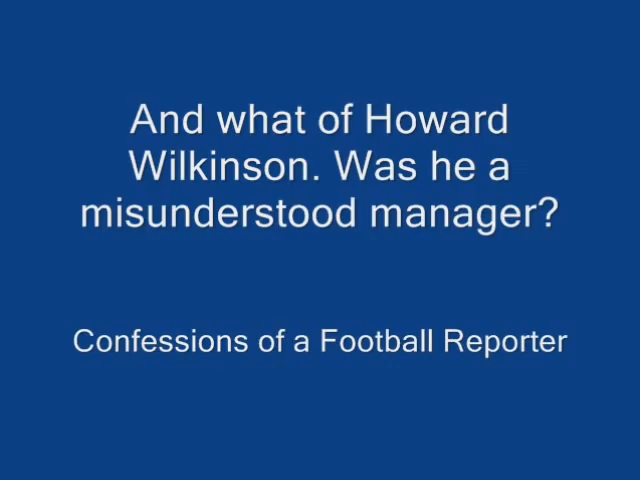 And what of Howard
Wilkinson. Was he a
misunderstood manager?
Confessions of a Football Reporter